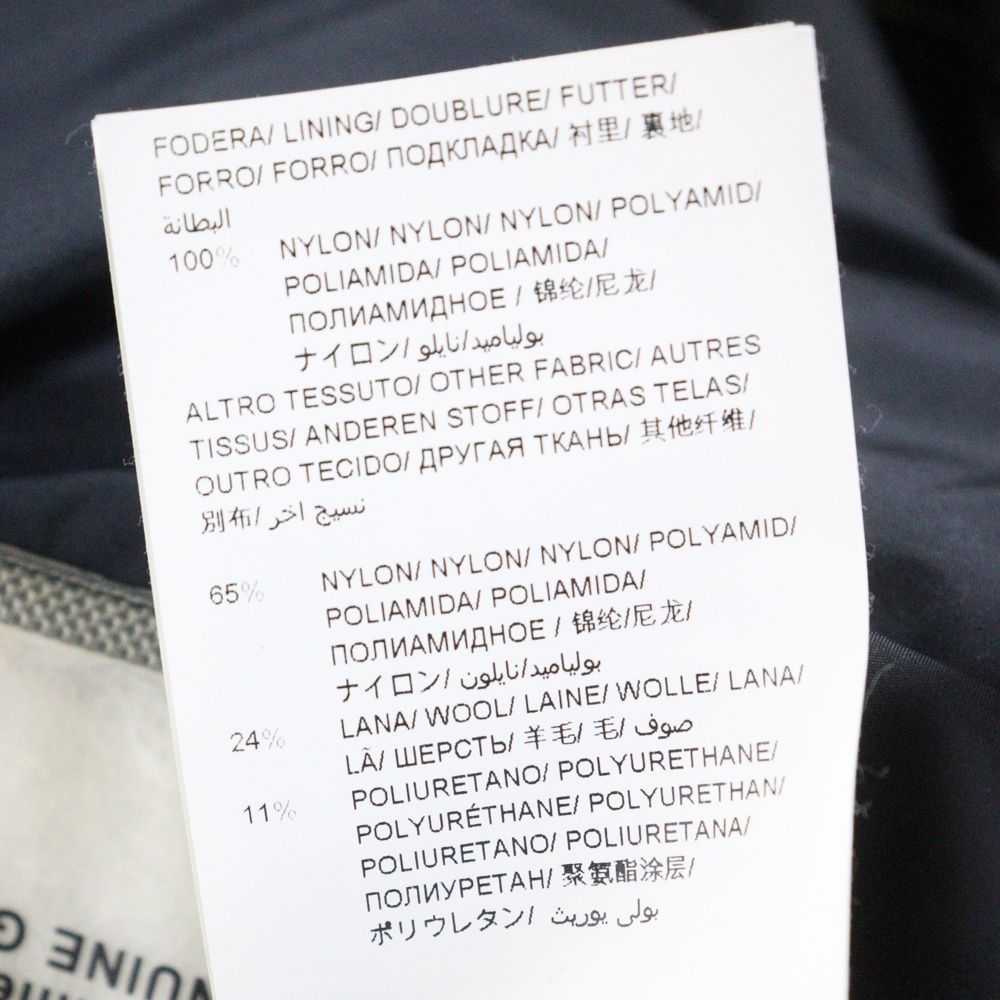 FODERA/ LINING/ DOUBLURE/ FUTTER/
FORRO/ FORRO/ ПОДКЛАДКА/ 衬里/ 裏地/
البطانة
100% NYLON/ NYLON/ NYLON/ POLYAMID/
POLIAMIDA/ POLIAMIDA/
ПОЛИАМИДНОЕ / 锦纶/尼龙/
ナイロン/ بولياميد/نايلو
ALTRO TESSUTO/ OTHER FABRIC/ AUTRES
TISSUS/ ANDEREN STOFF/ OTRAS TELAS/
OUTRO TECIDO/ ДРУГАЯ ТКАНЬ/ 其他纤维/
別布/ نسيج اخر
65% NYLON/ NYLON/ NYLON/ POLYAMID/
POLIAMIDA/ POLIAMIDA/
ПОЛИАМИДНОЕ / 锦纶/尼龙/
ナイロン/ بولياميد/نايلون
24% LANA/ WOOL/ LAINE/ WOLLE/ LANA/
LÃ/ ШЕРСТЬ/ 羊毛/ 毛/ صوف
11% POLIURETANO/ POLYURETHANE/
POLYURÉTHANE/ POLYURETHAN/
POLIURETANO/ POLIURETANA/
ПОЛИУРЕТАН/ 聚氨酯涂层/
ポリウレタン/ بولى يوريث